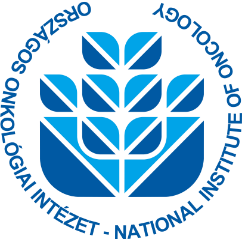 ORSZÁGOS ONKOLÓGIAI INTÉZET - NATIONAL INSTITUTE OF ONCOLOGY